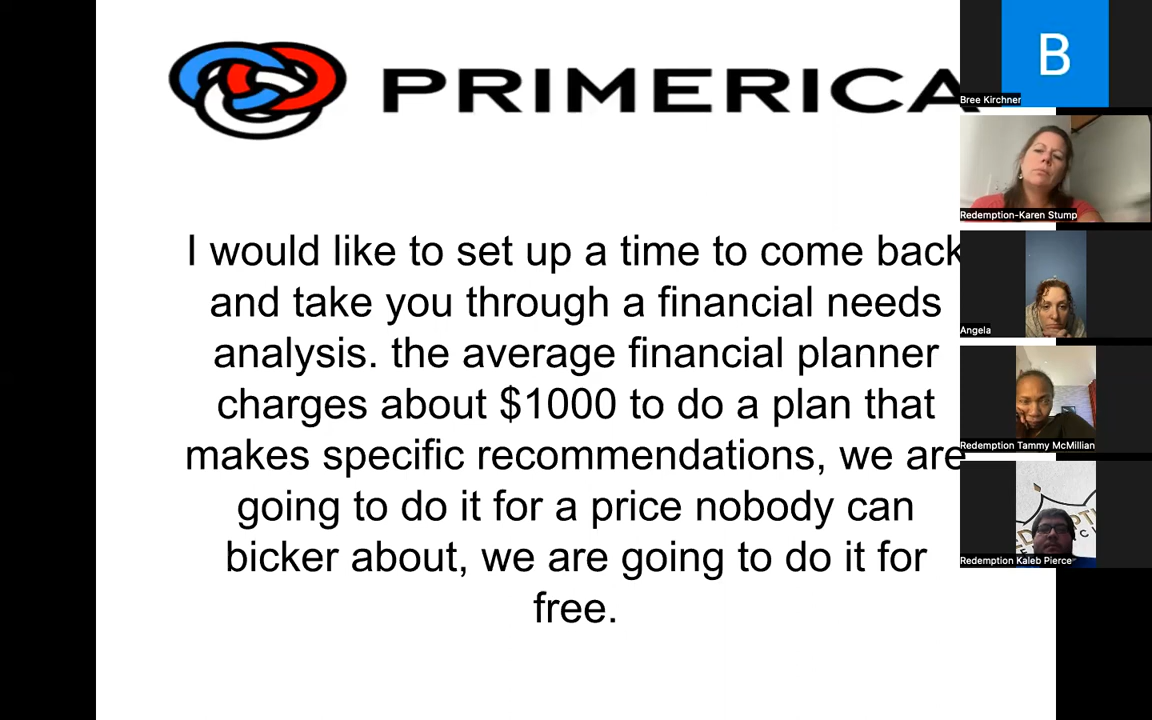 PRIMERICA
I would like to set up a time to come back
and take you through a financial needs
analysis. the average financial planner
charges about $1000 to do a plan that
makes specific recommendations, we are
going to do it for a price nobody can
bicker about, we are going to do it for
free.
B
Bree Kirchner
Redemption-Karen Stump
Angela
Redemption Tammy McMillian
Redemption Kaleb Pierce